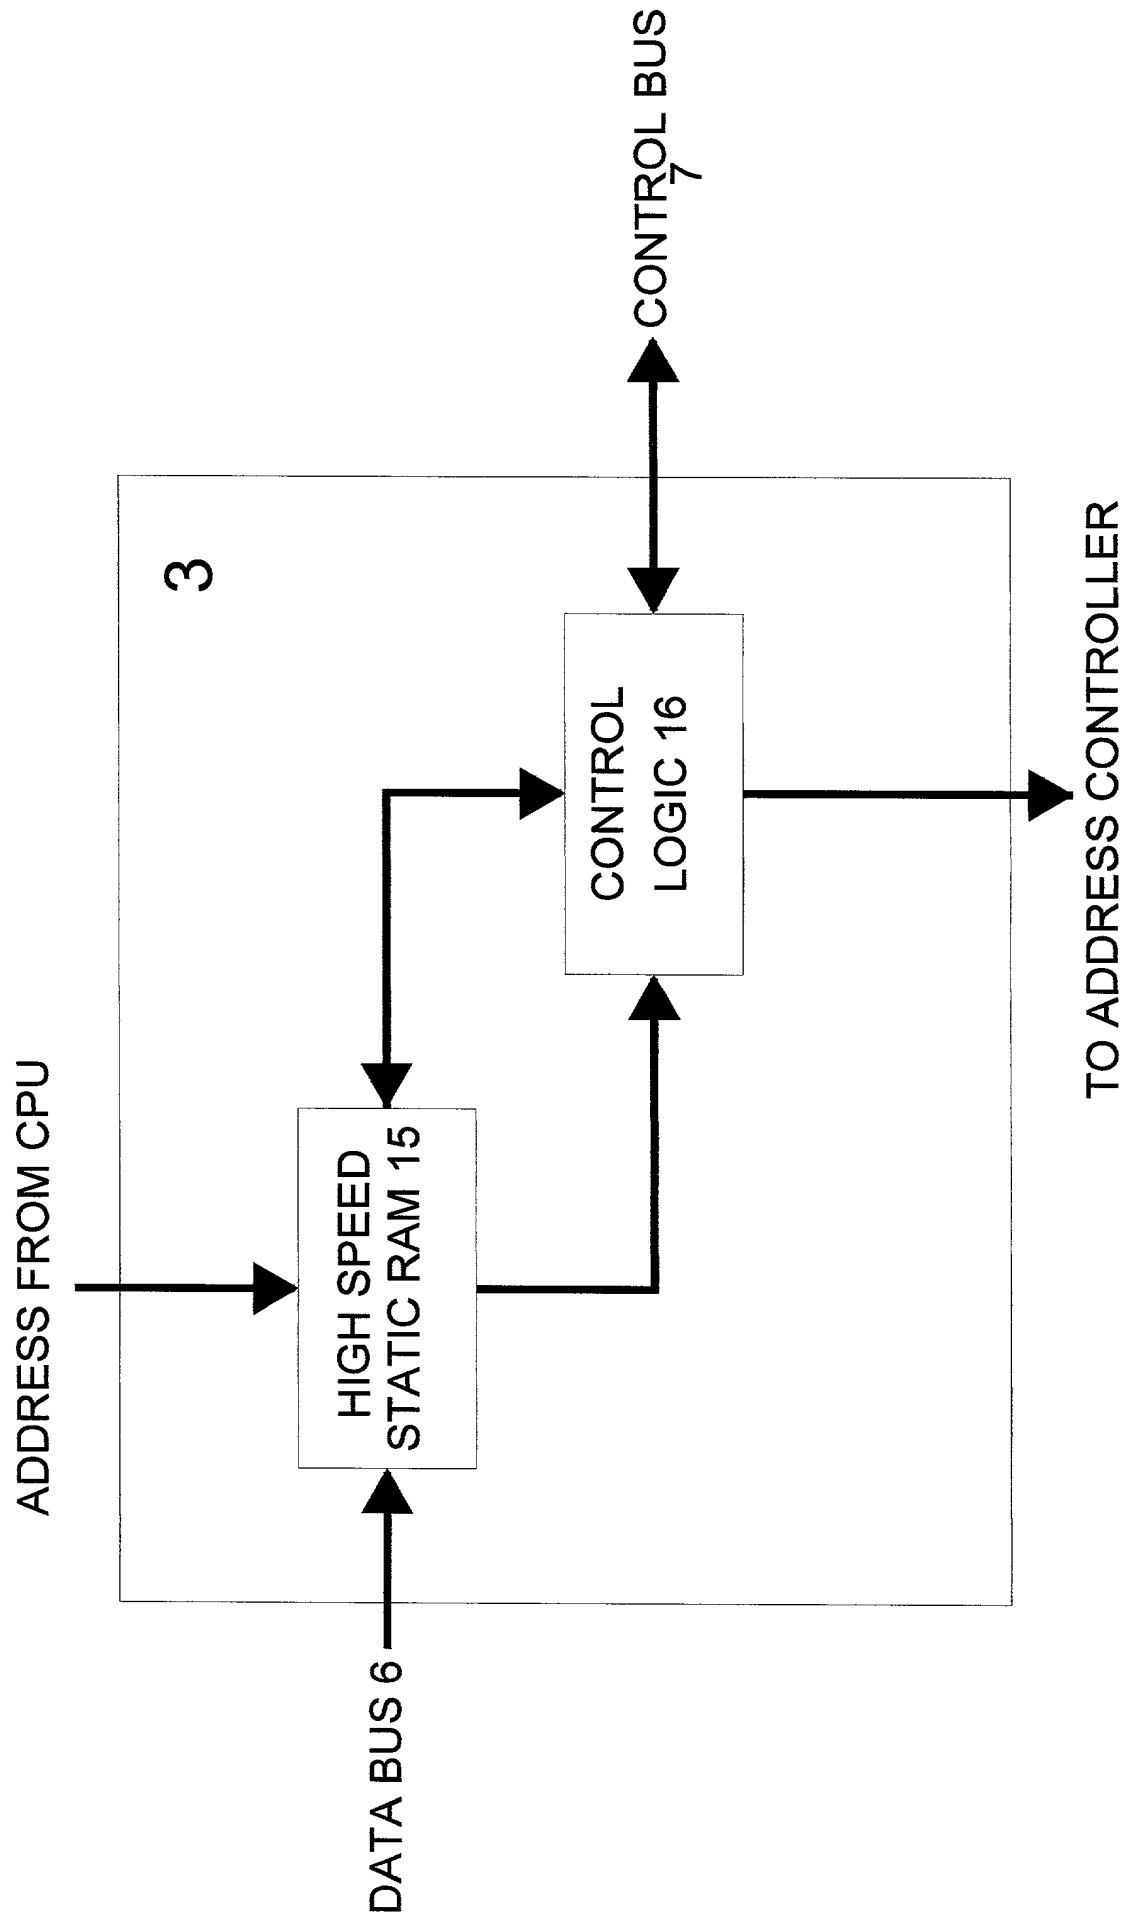 ADDRESS FROM CPU
3
HIGH SPEED
STATIC RAM 15
DATA BUS 6
CONTROL
LOGIC 16
CONTROL BUS
7
TO ADDRESS CONTROLLER